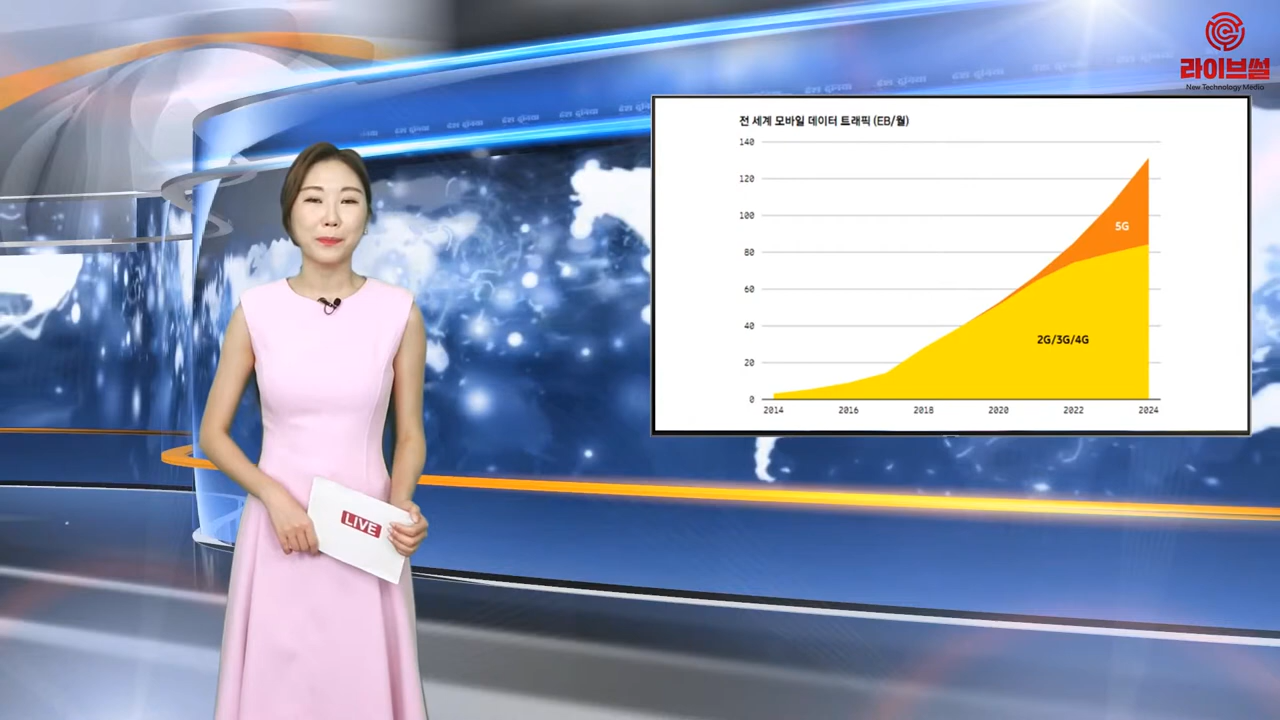 라이브썰
New Technology Media
전 세계 모바일 데이터 트래픽 (EB/월)
140
120
100
80
60
40
20
0
5G
2G/3G/4G
2014 2016 2018 2020 2022 2024
LIVE